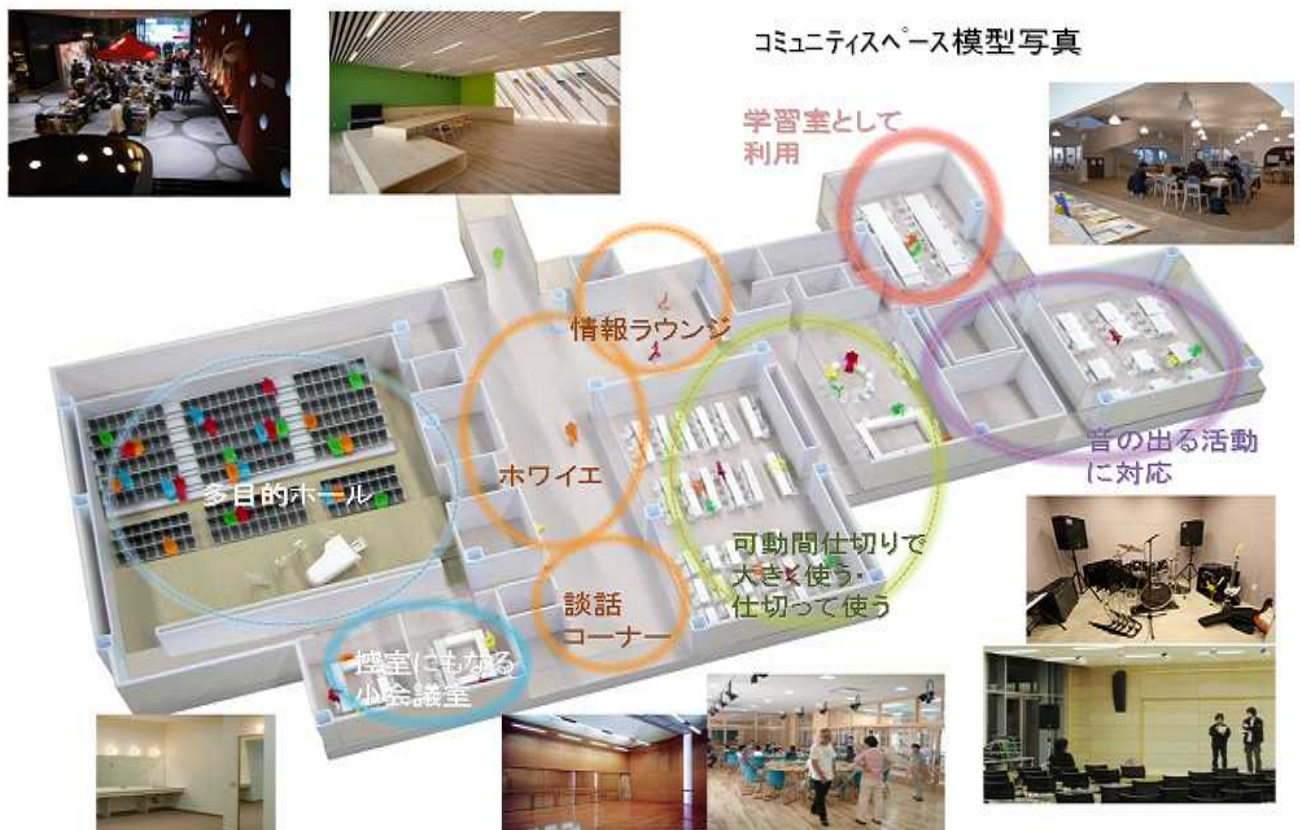 コミュニティスペース模型写真
学習室として
利用
情報ラウンジ
ホワイエ
多目的ホール
音の出る活動
に対応
可動間仕切りで
大きく使う・
仕切って使う
談話
コーナー
控室にもなる
小会議室